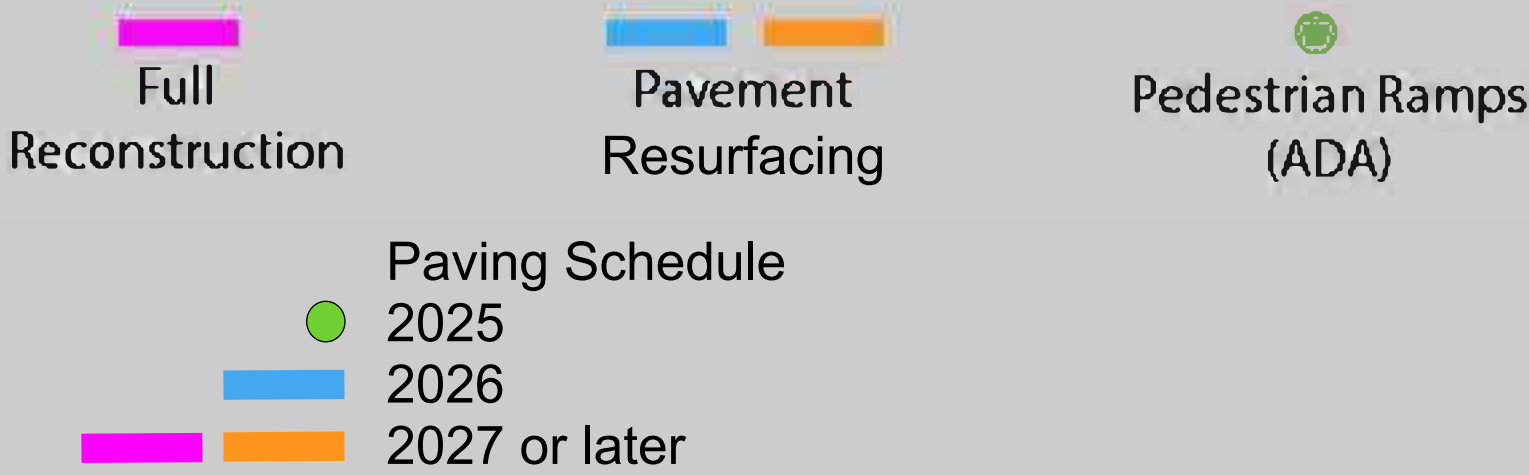 Full
Reconstruction
Pavement
Resurfacing
Pedestrian Ramps
(ADA)
Paving Schedule
2025
2026
2027 or later